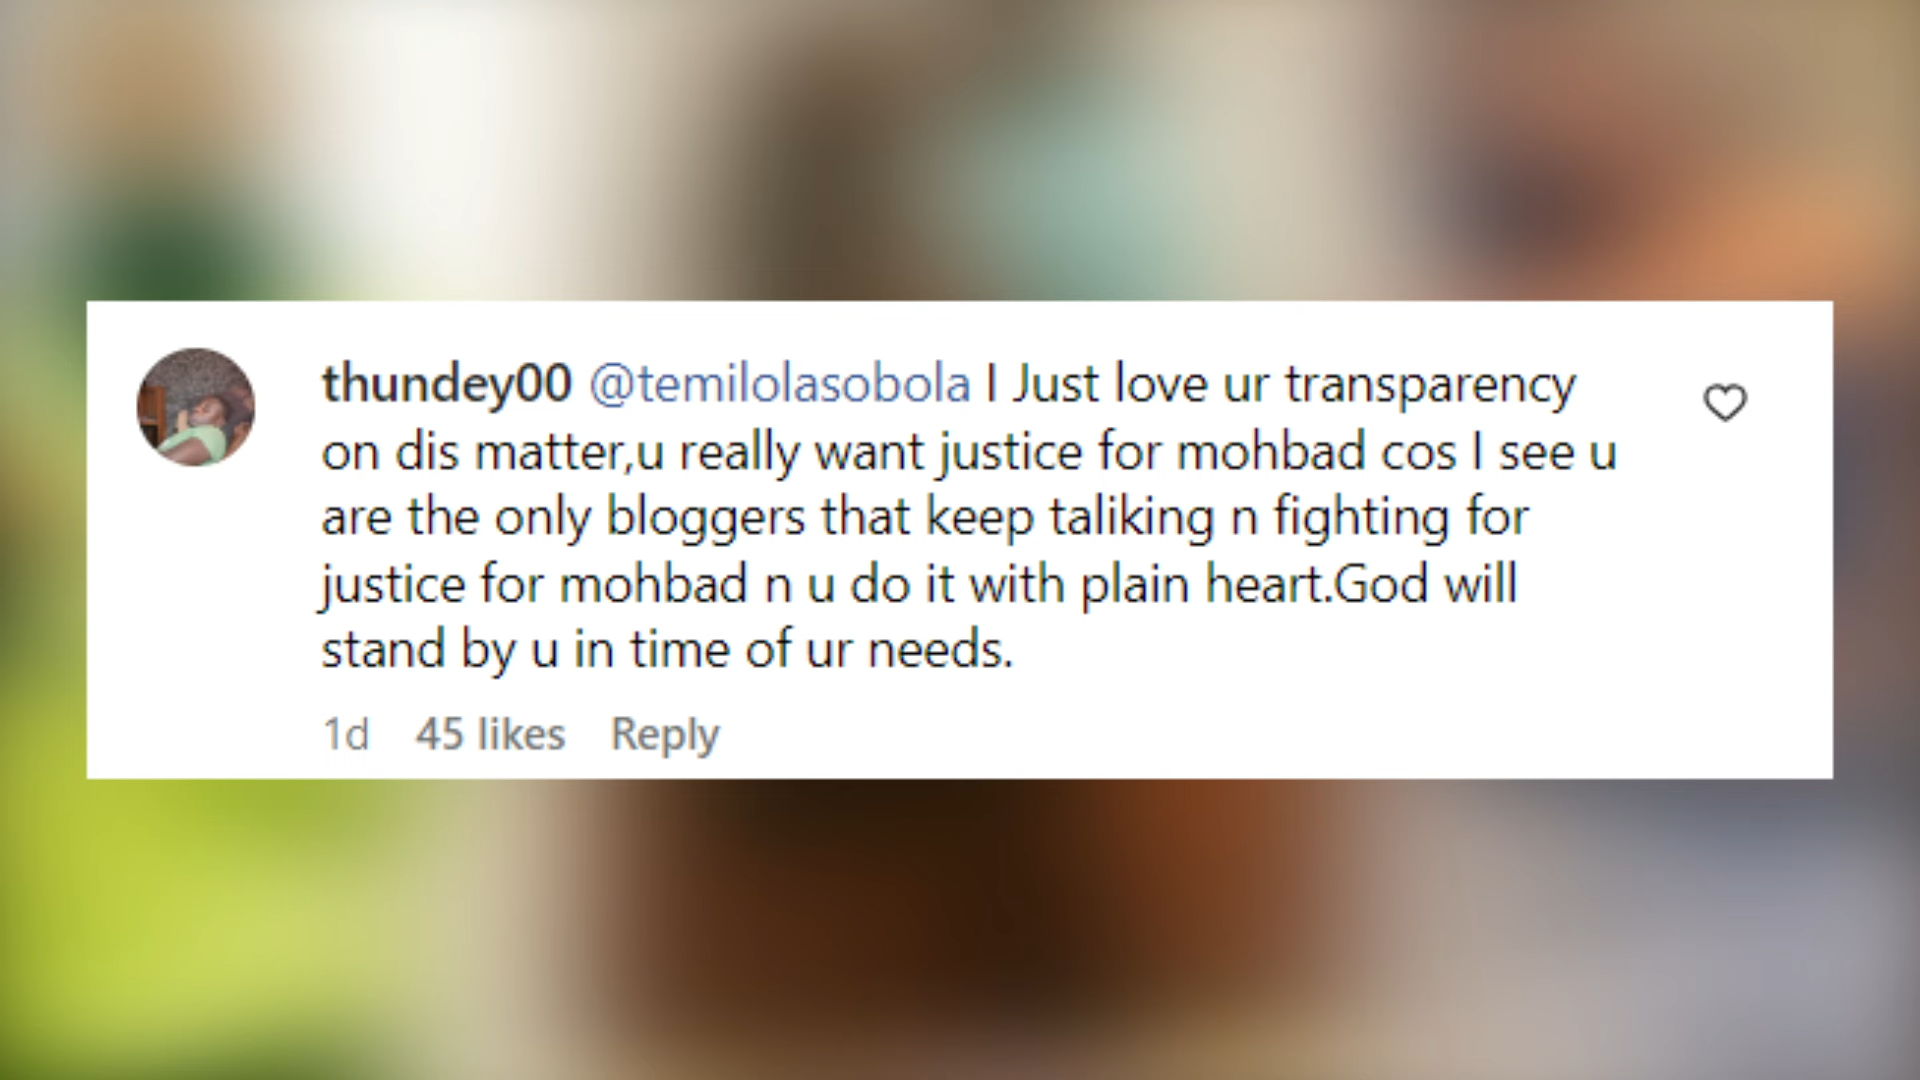 thundey00 @temilolasobola I Just love ur transparency
on dis matter,u really want justice for mohbad cos I see u
are the only bloggers that keep taliking n fighting for
justice for mohbad n u do it with plain heart.God will
stand by u in time of ur needs.
1d 45 likes Reply